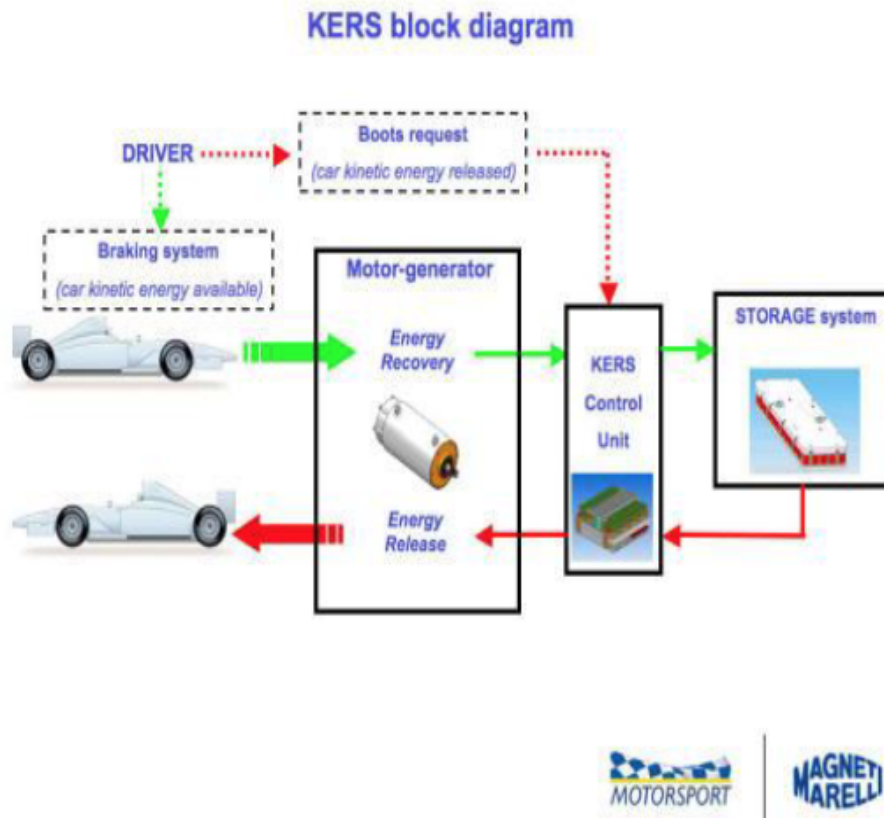 KERS block diagram
DRIVER
Boots request
(car kinetic energy released)
Braking system
(car kinetic energy available)
Motor-generator
Energy
Recovery
KERS
Control
Unit
STORAGE system
Energy
Release
MOTORSPORT
MAGNETI
MARELLI